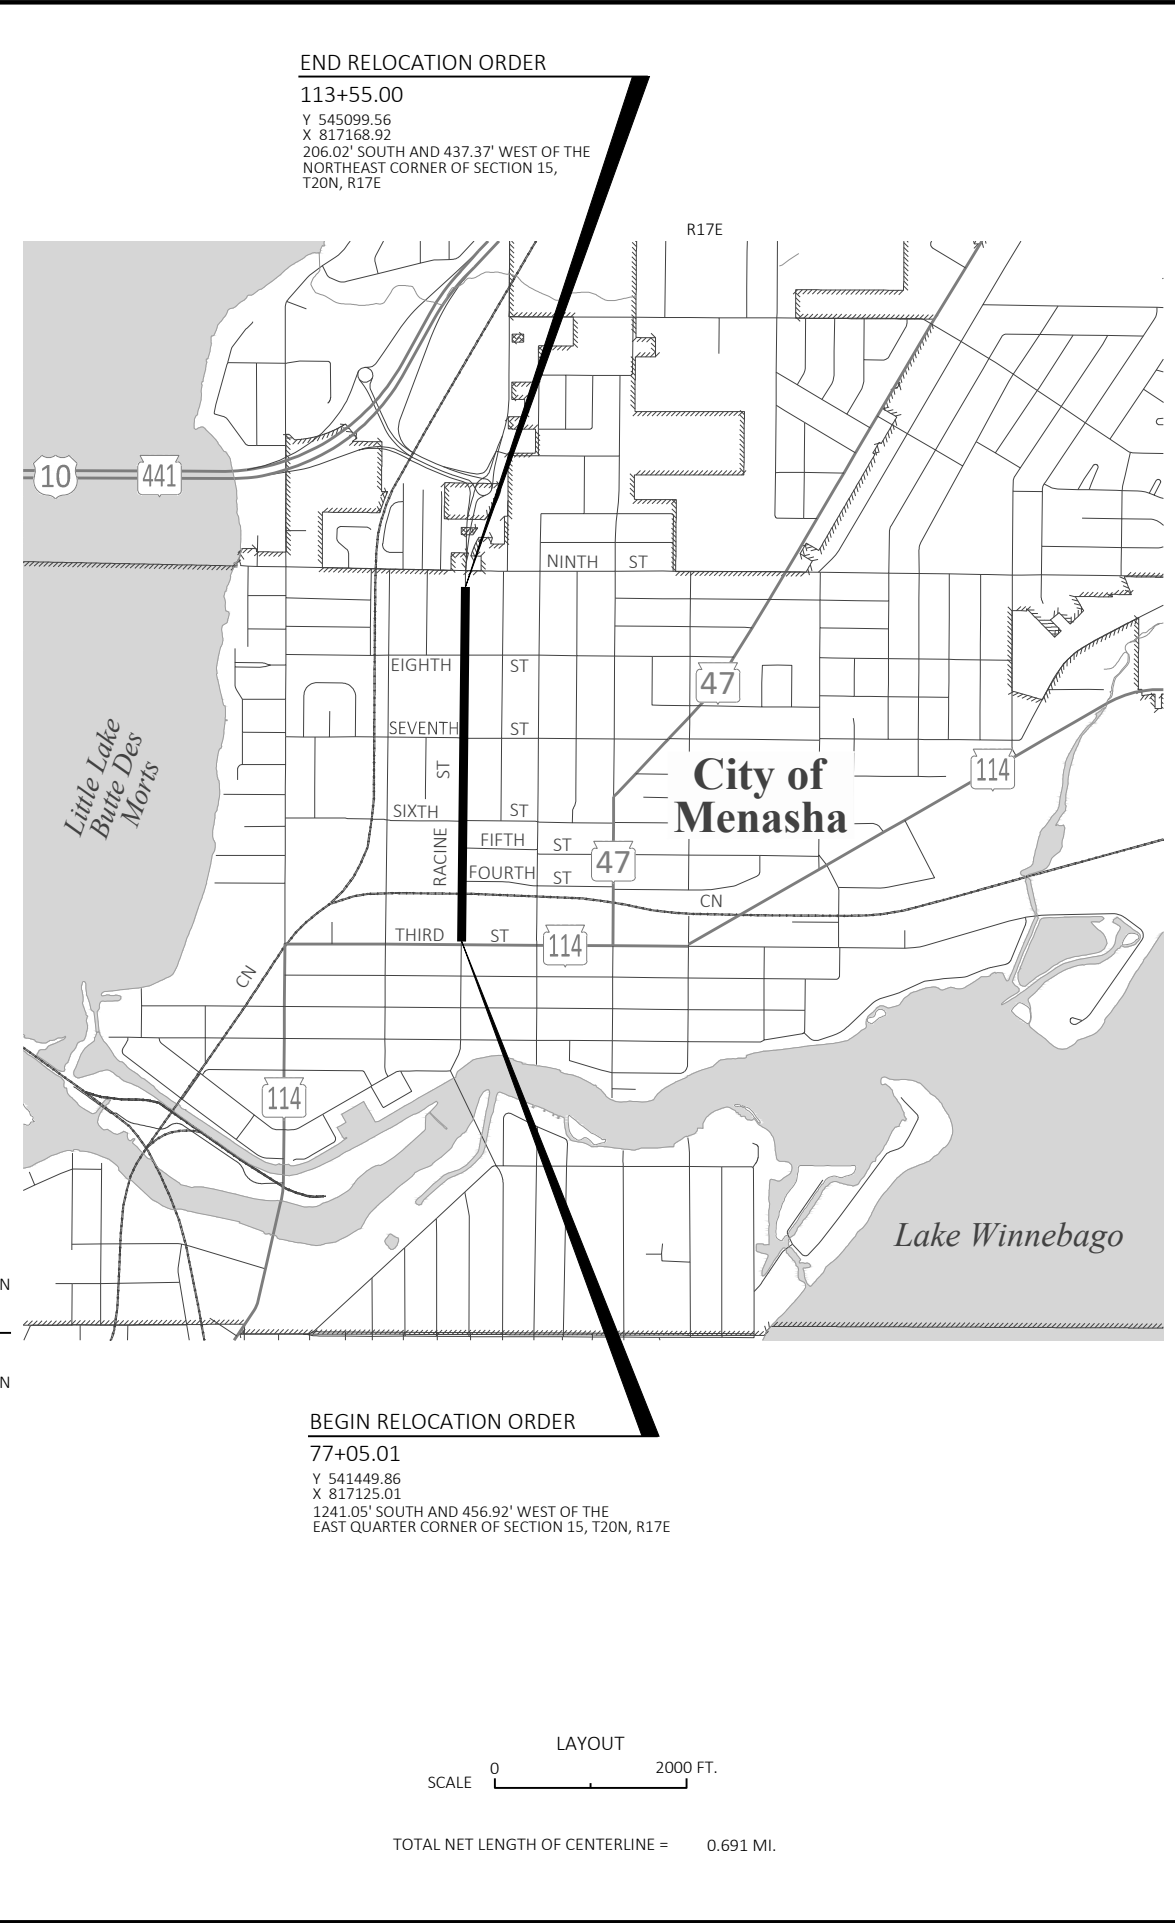 END RELOCATION ORDER
113+55.00
Y 545099.56
X 817168.92
206.02' SOUTH AND 437.37' WEST OF THE
NORTHEAST CORNER OF SECTION 15,
T20N, R17E
R17E
10
441
NINTH ST
EIGHTH ST
47
SEVENTH ST
Little Lake
Butte Des
Morts
ST
City of
Menasha
114
SIXTH ST
RACINE
FIFTH ST
47
FOURTH ST
CN
THIRD ST
114
CN
114
Lake Winnebago
N
N
BEGIN RELOCATION ORDER
77+05.01
Y 541449.86
X 817125.01
1241.05' SOUTH AND 456.92' WEST OF THE
EAST QUARTER CORNER OF SECTION 15, T20N, R17E
LAYOUT
0 2000 FT.
SCALE
TOTAL NET LENGTH OF CENTERLINE = 0.691 MI.